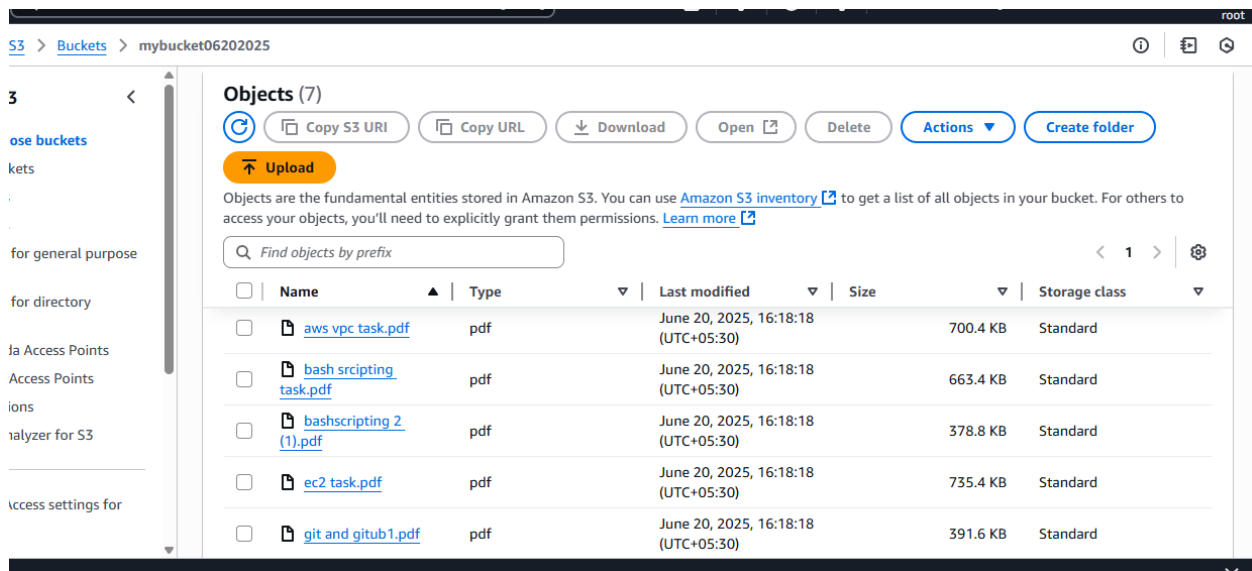 root
S3 > Buckets > mybucket06202025
Objects (7)
Copy S3 URI
Copy URL
Download
Open
Delete
Actions
Create folder
ose buckets
kets
Upload
Objects are the fundamental entities stored in Amazon S3. You can use Amazon S3 inventory to get a list of all objects in your bucket. For others to
access your objects, you'll need to explicitly grant them permissions. Learn more
for general purpose
Find objects by prefix
1
Name
Type
Last modified
Size
Storage class
for directory
aws vpc task.pdf
pdf
June 20, 2025, 16:18:18
(UTC+05:30)
700.4 KB
Standard
da Access Points
Access Points
bash srcipting
task.pdf
pdf
June 20, 2025, 16:18:18
(UTC+05:30)
663.4 KB
Standard
ions
nalyzer for S3
bashscripting 2
(1).pdf
pdf
June 20, 2025, 16:18:18
(UTC+05:30)
378.8 KB
Standard
ec2 task.pdf
pdf
June 20, 2025, 16:18:18
(UTC+05:30)
735.4 KB
Standard
Access settings for
git and gitub1.pdf
pdf
June 20, 2025, 16:18:18
(UTC+05:30)
391.6 KB
Standard